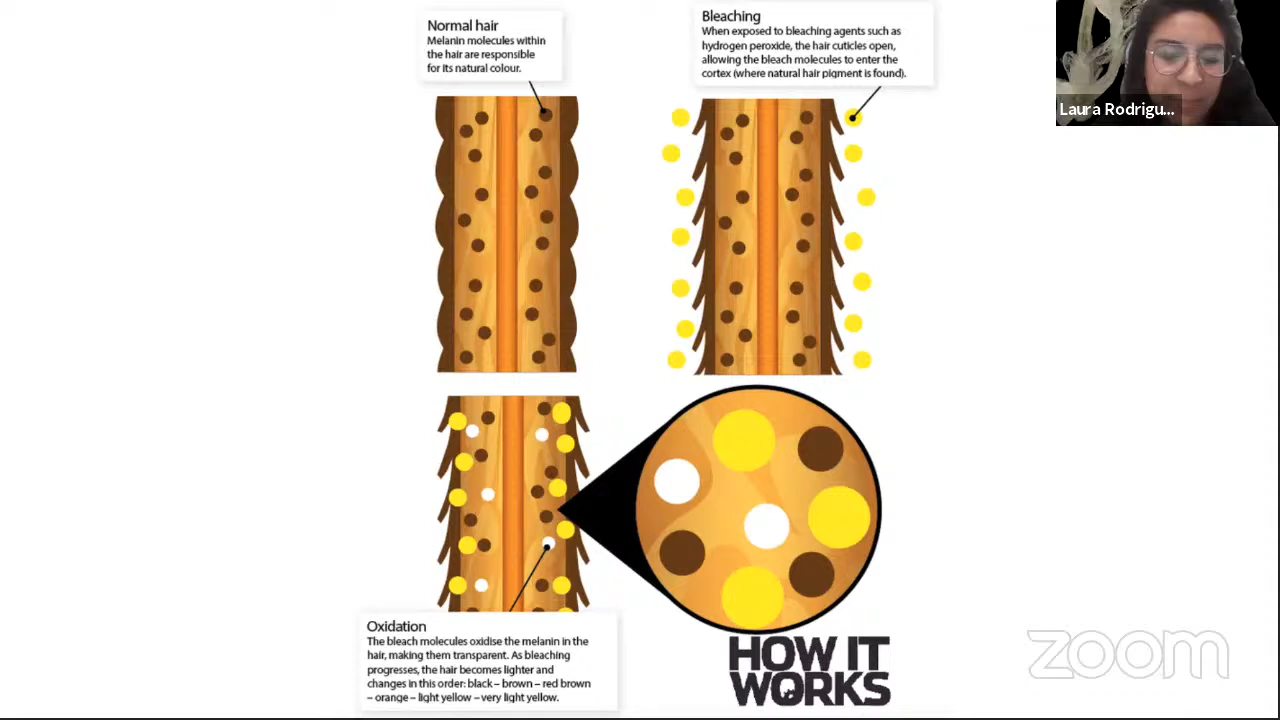 Normal hair
Melanin molecules within
the hair are responsible
for its natural colour.
Bleaching
When exposed to bleaching agents such as
hydrogen peroxide, the hair cuticles open,
allowing the bleach molecules to enter the
cortex (where natural hair pigment is found).
Laura Rodrigu...
Oxidation
The bleach molecules oxidise the melanin in the
hair, making them transparent. As bleaching
progresses, the hair becomes lighter and
changes in this order: black – brown – red brown
– orange – light yellow – very light yellow.
HOW IT
WORKS
zoom